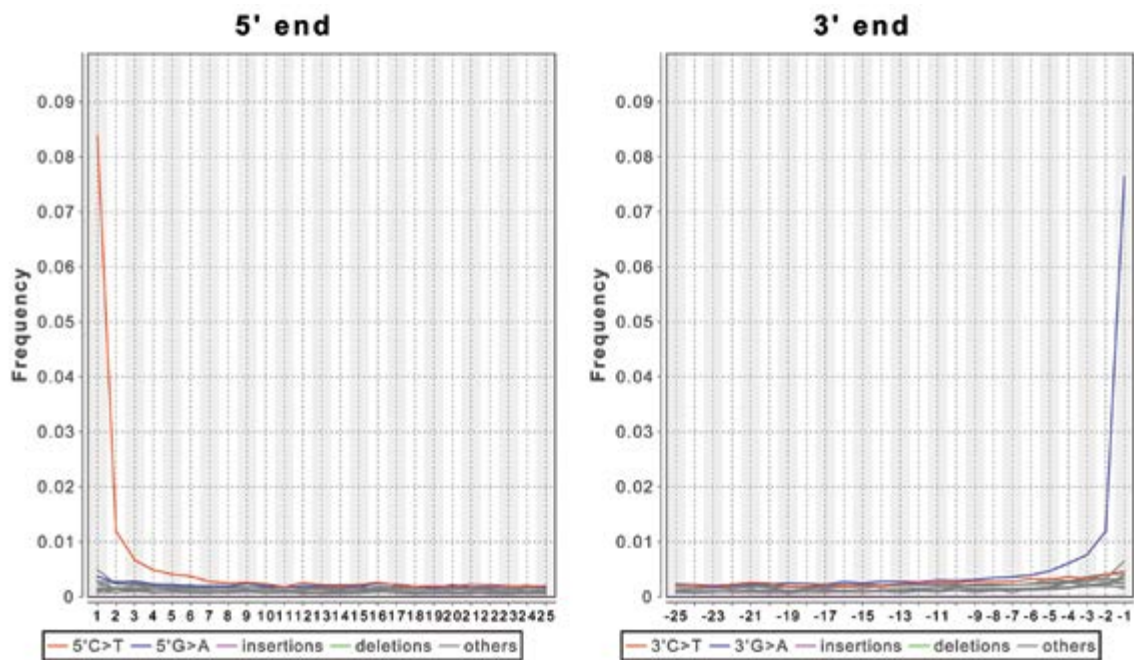 5' end
3' end
Frequency
0.09
0.08
0.07
0.06
0.05
0.04
0.03
0.02
0.01
0
1 2 3 4 5 6 7 8 9 10 11 12 13 14 15 16 17 18 19 20 21 22 23 24 25
5'C>T 5'G>A insertions deletions others
Frequency
0.09
0.08
0.07
0.06
0.05
0.04
0.03
0.02
0.01
0
-25 -23 -21 -19 -17 -15 -13 -11 -9 -8 -7 -6 -5 -4 -3 -2 -1
3'C>T 3'G>A insertions deletions others